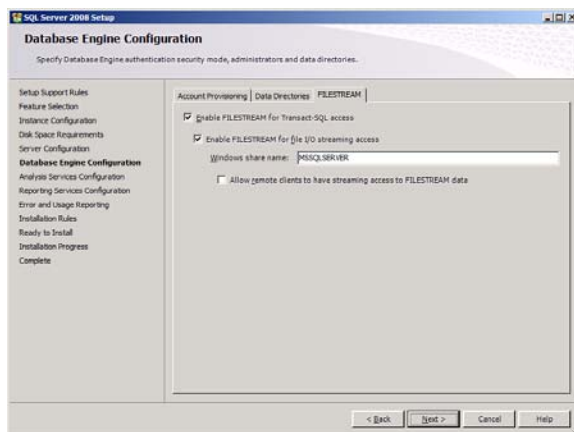 SQL Server 2008 Setup
Database Engine Configuration
Specify Database Engine authentication security mode, administrators and data directories.
Setup Support Rules
Feature Selection
Instance Configuration
Disk Space Requirements
Server Configuration
Database Engine Configuration
Analysis Services Configuration
Reporting Services Configuration
Error and Usage Reporting
Installation Rules
Ready to Install
Installation Progress
Complete
Account Provisioning Data Directories FILESTREAM
Enable FILESTREAM for Transact-SQL access
Enable FILESTREAM for file I/O streaming access
Windows share name: MSSQLSERVER
Allow remote clients to have streaming access to FILESTREAM data
< Back Next > Cancel Help